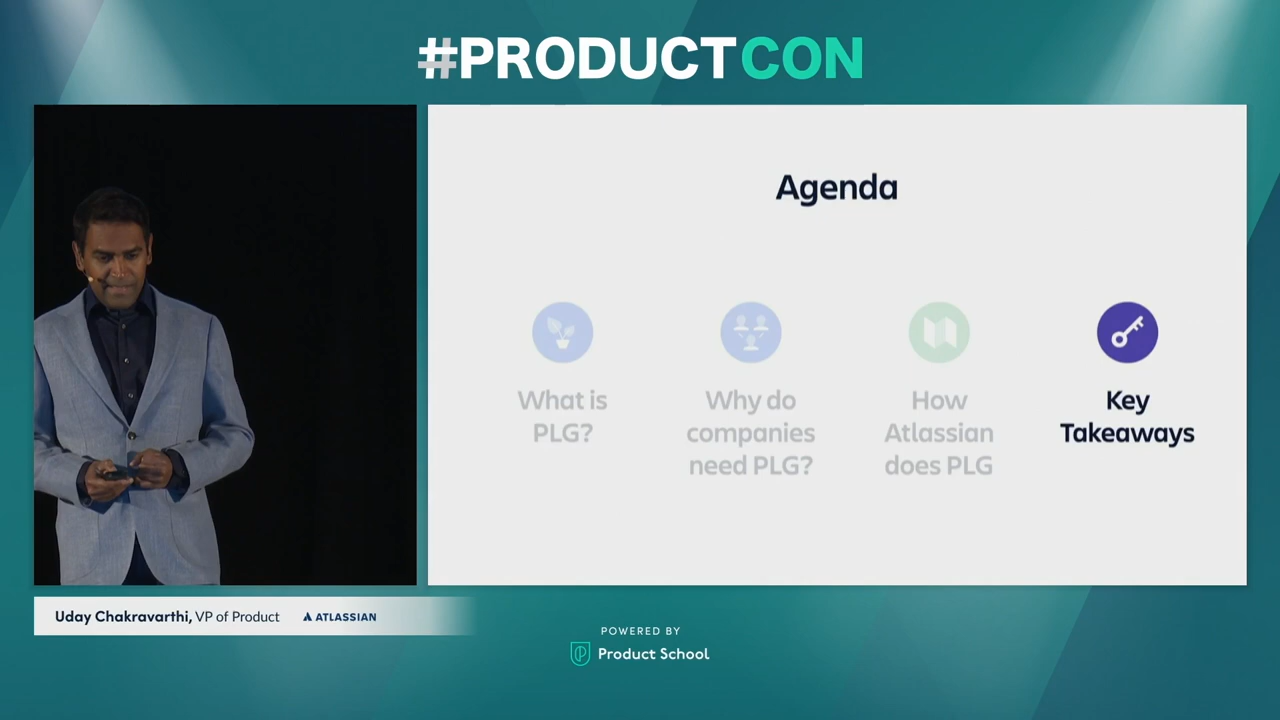 #PRODUCTCON
Agenda
What is
PLG?
Why do
companies
need PLG?
How
Atlassian
does PLG
Key
Takeaways
Uday Chakravarthi, VP of Product
ATLASSIAN
POWERED BY
Product School